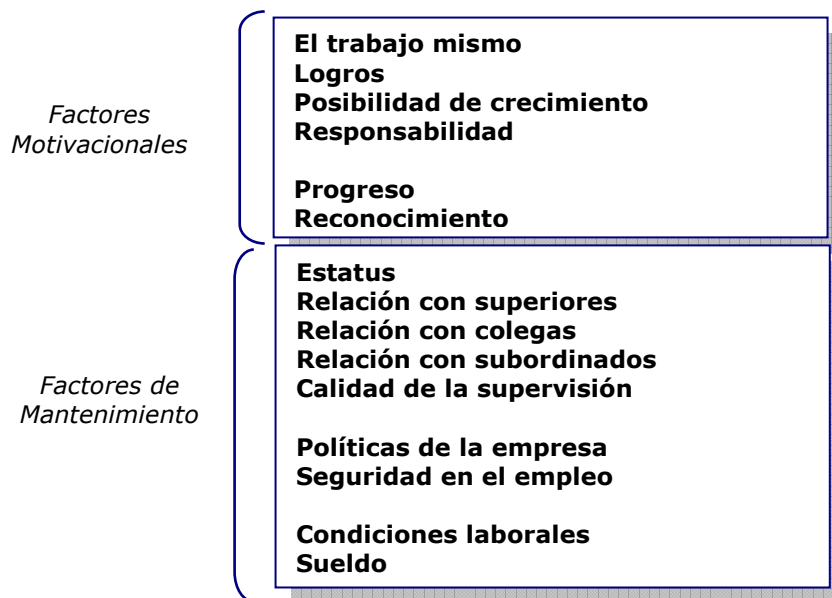 Factores
Motivacionales
El trabajo mismo
Logros
Posibilidad de crecimiento
Responsabilidad
Progreso
Reconocimiento
Factores de
Mantenimiento
Estatus
Relación con superiores
Relación con colegas
Relación con subordinados
Calidad de la supervisión
Políticas de la empresa
Seguridad en el empleo
Condiciones laborales
Sueldo